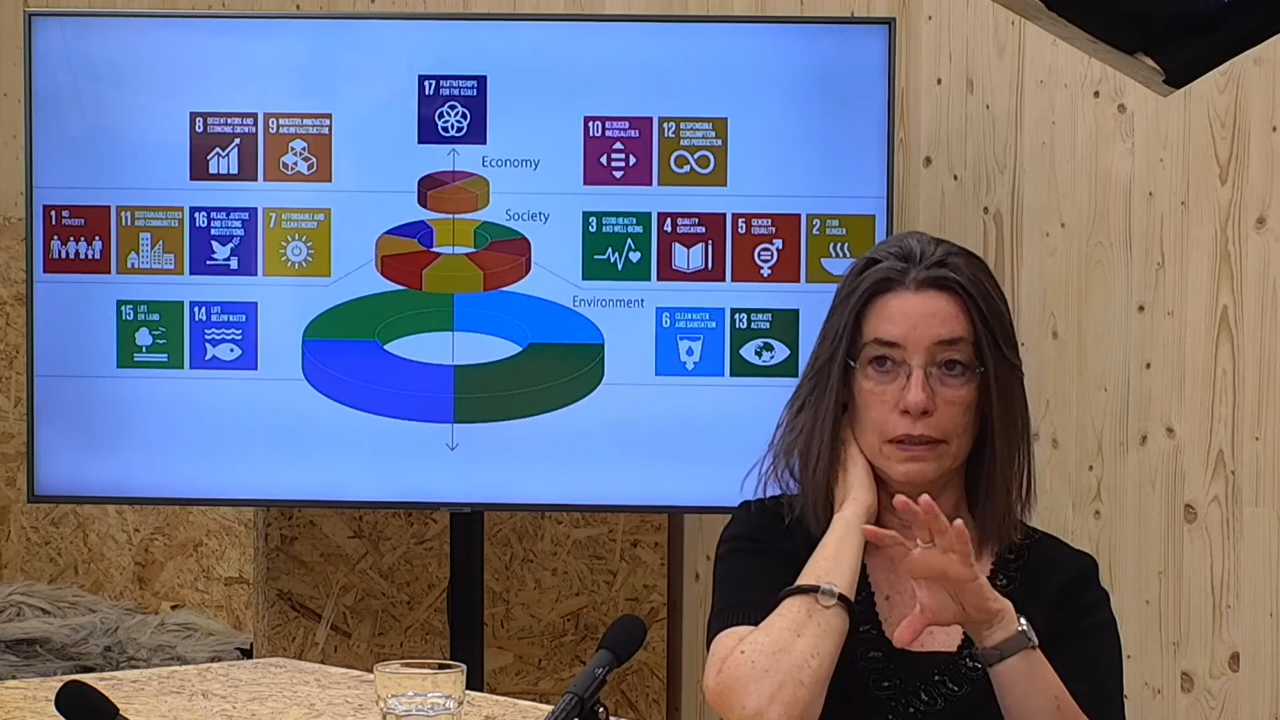 17 PARTNERSHIPS
FOR THE GOALS
8 DECENT WORK AND
ECONOMIC GROWTH
9 INDUSTRY, INNOVATION
AND INFRASTRUCTURE
10 REDUCED
INEQUALITIES
12 RESPONSIBLE
CONSUMPTION
AND PRODUCTION
Economy
1 NO
POVERTY
11 SUSTAINABLE CITIES
AND COMMUNITIES
16 PEACE, JUSTICE
AND STRONG
INSTITUTIONS
7 AFFORDABLE AND
CLEAN ENERGY
Society
3 GOOD HEALTH
AND WELL-BEING
4 QUALITY
EDUCATION
5 GENDER
EQUALITY
2 ZERO
HUNGER
Environment
15 LIFE
ON LAND
14 LIFE
BELOW WATER
6 CLEAN WATER
AND SANITATION
13 CLIMATE
ACTION